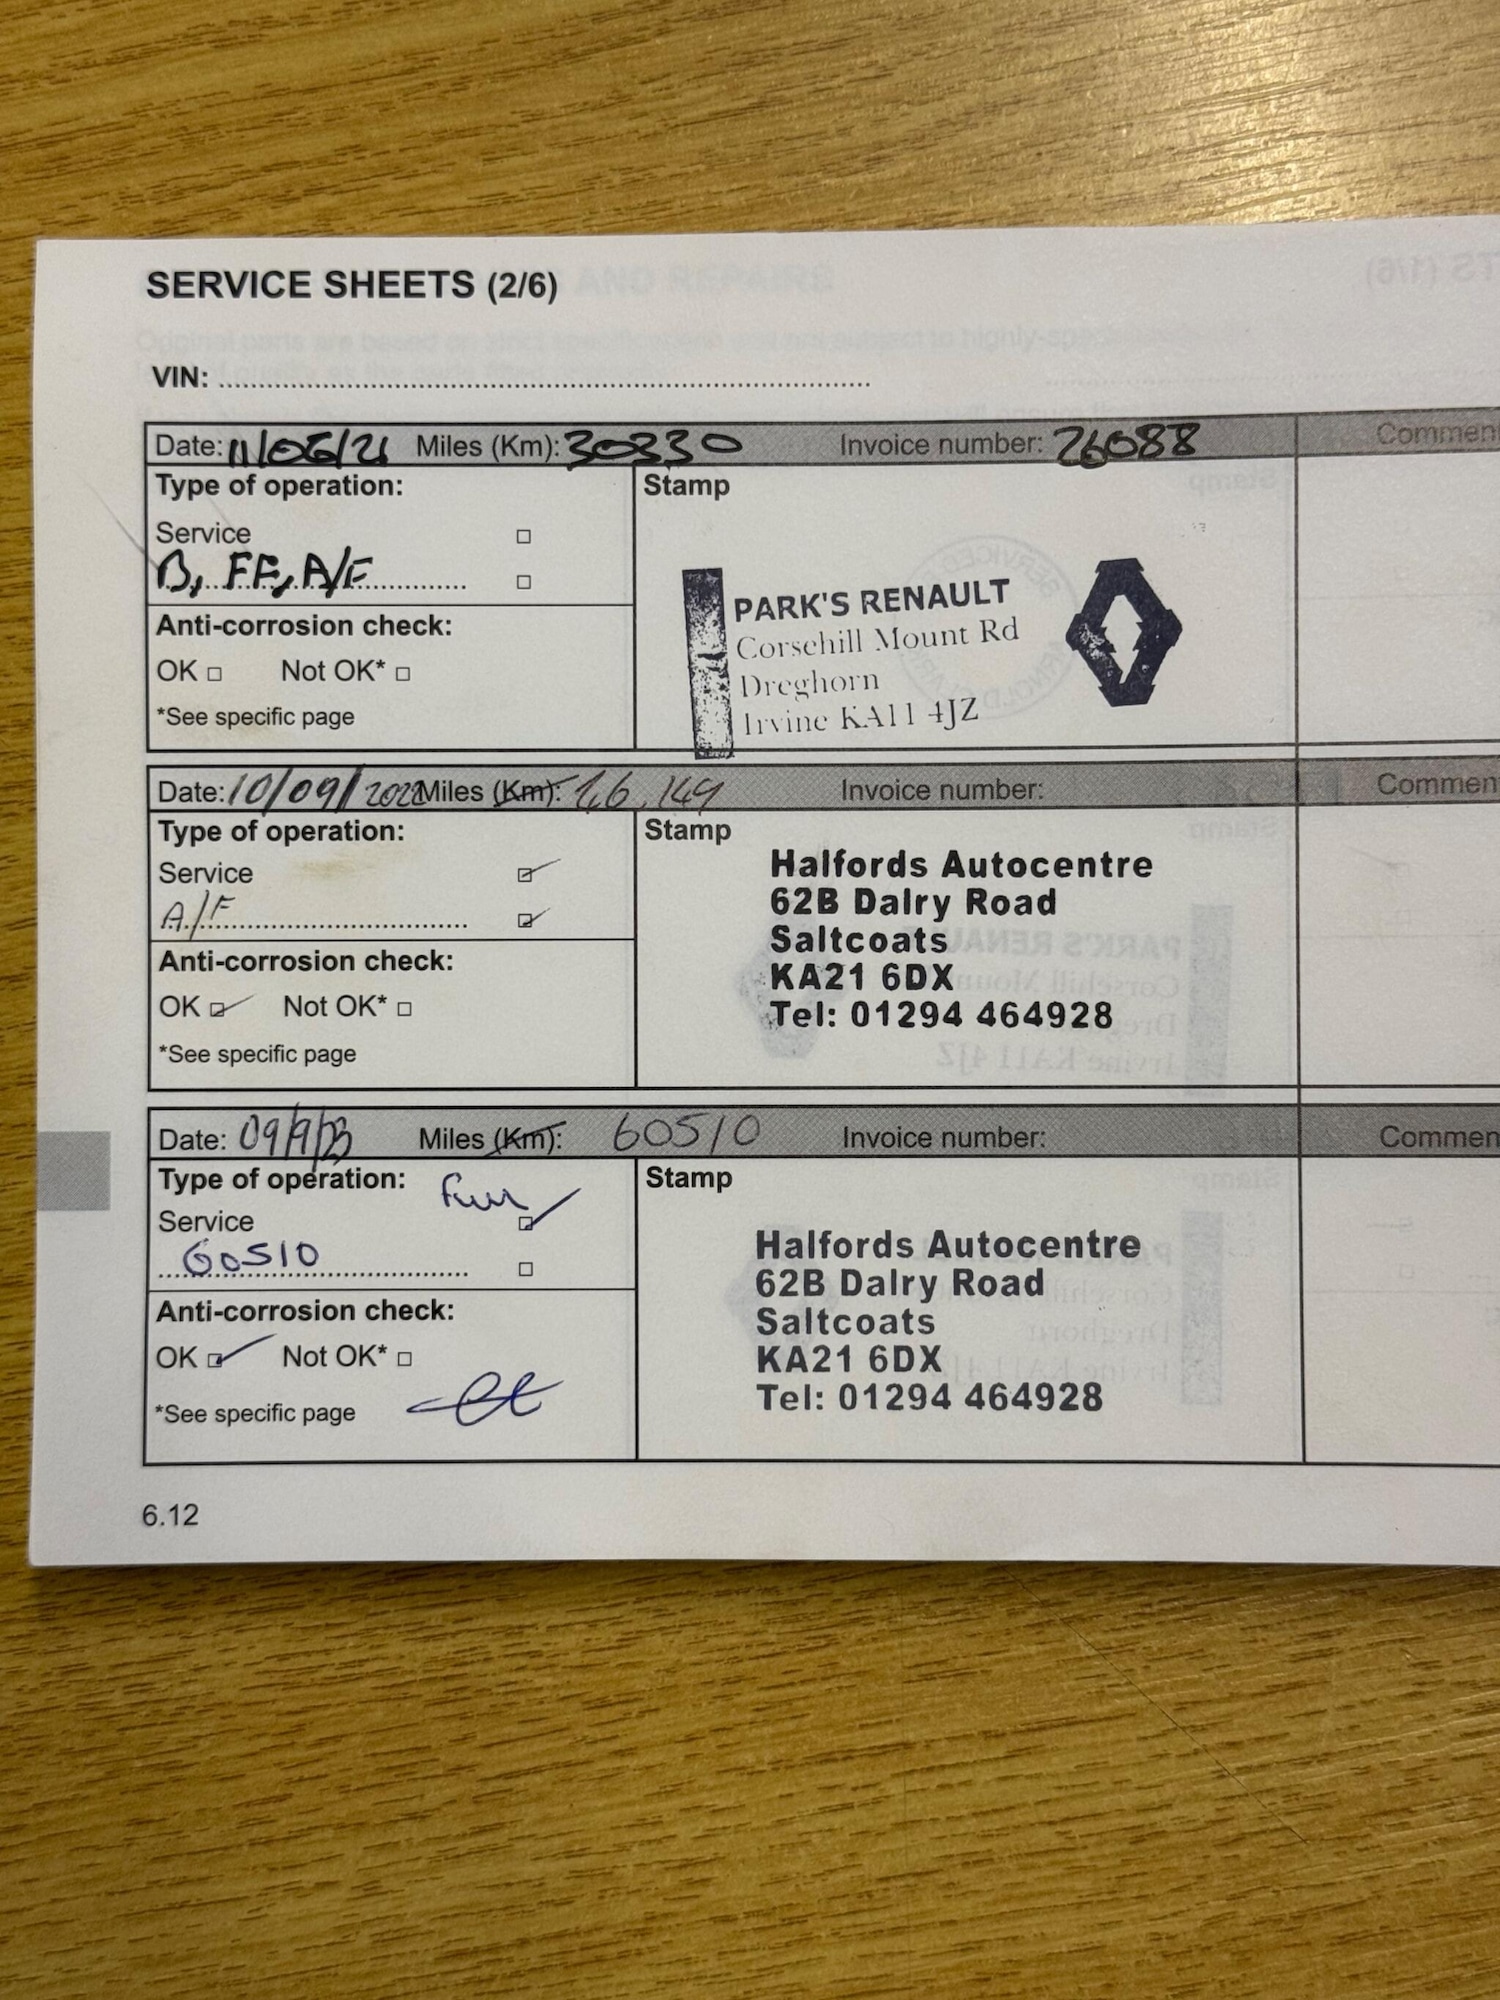 SERVICE SHEETS (2/6)
VIN: ..........
Date: 11/06/21 Miles (Km): 30330 Invoice number: 26088 Commen
Type of operation: Stamp
Service
B, FF, A/F
Anti-corrosion check:
OK Not OK*
*See specific page
PARK'S RENAULT
Corsehill Mount Rd
Dreghorn
Irvine KA11 4JZ
Date: 10/09/2022 Miles (Km): Invoice number: Commen
Type of operation: Stamp
Service
A/F
Anti-corrosion check:
OK Not OK*
*See specific page
Halfords Autocentre
62B Dalry Road
Saltcoats
KA21 6DX
Tel: 01294 464928
Date: 09/9/23 Miles (Km): 60510 Invoice number: Commen
Type of operation: Full Stamp
Service
60510
Anti-corrosion check:
OK Not OK*
*See specific page
Halfords Autocentre
62B Dalry Road
Saltcoats
KA21 6DX
Tel: 01294 464928
6.12